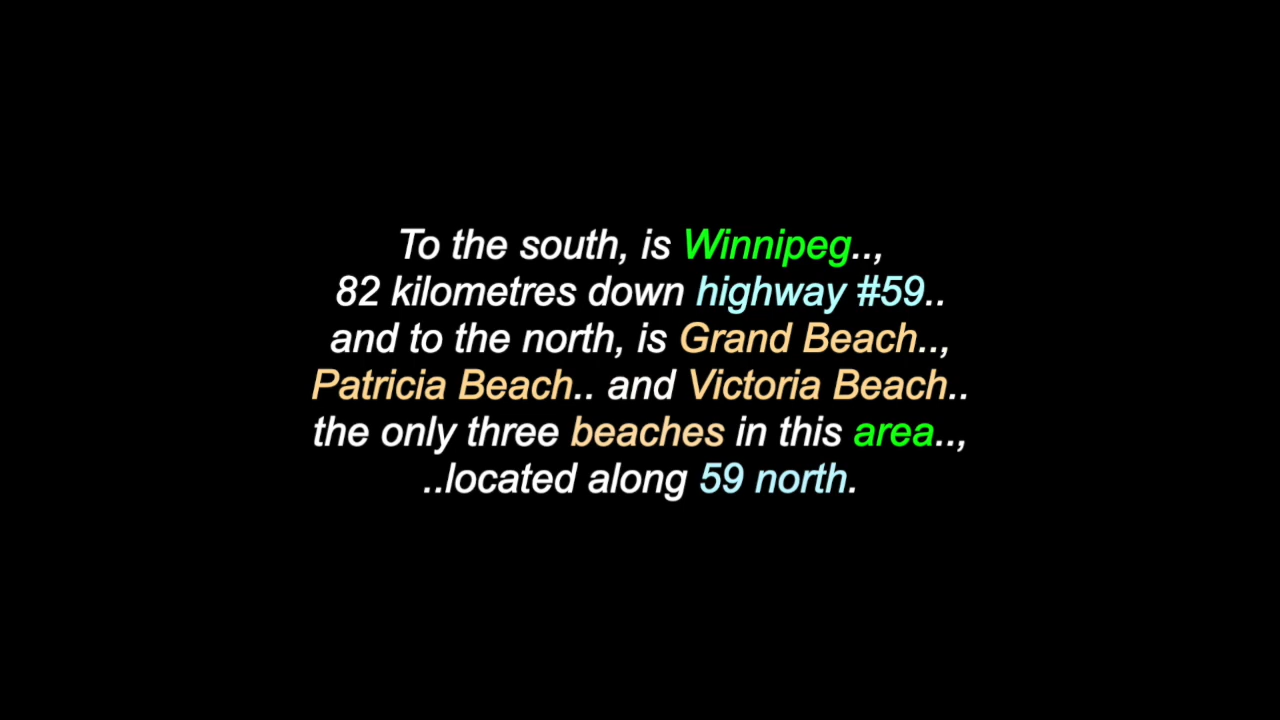 To the south, is Winnipeg..,
82 kilometres down highway #59..
and to the north, is Grand Beach..,
Patricia Beach.. and Victoria Beach..
the only three beaches in this area..,
..located along 59 north.